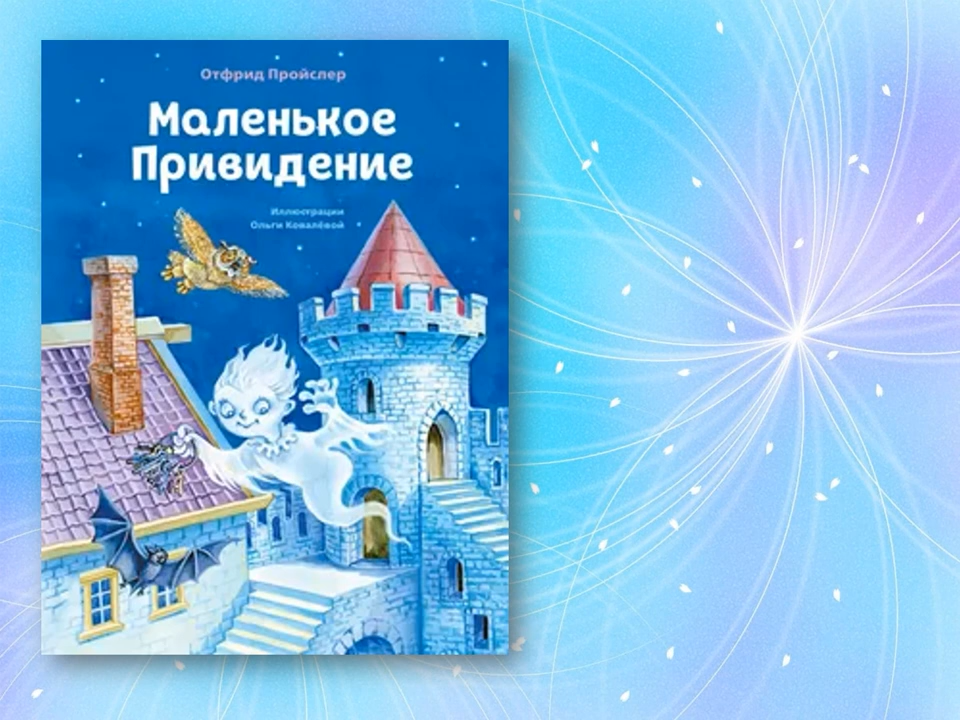 Отфрид Пройслер
Маленькое
Привидение
Иллюстрации
Ольги Ковалёвой